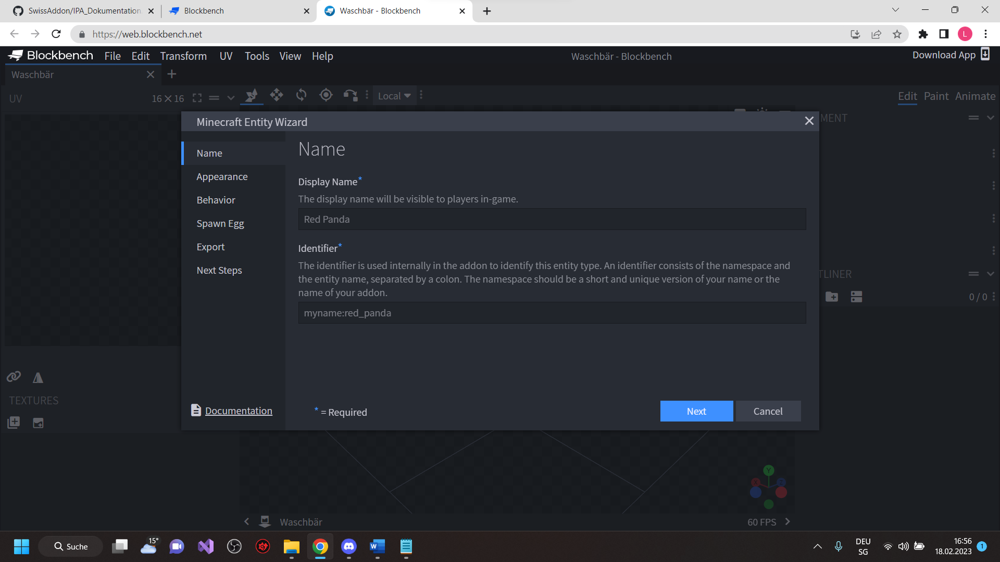 SwissAddon/IPA_Dokumentation
Blockbench
Waschbär - Blockbench
https://web.blockbench.net
L
Blockbench File Edit Transform UV Tools View Help
Waschbär - Blockbench
Download App
Waschbär
UV
16×16
Local
Edit Paint Animate
MENT
Minecraft Entity Wizard
Name
Appearance
Behavior
Spawn Egg
Export
Next Steps
Documentation
Name
Display Name*
The display name will be visible to players in-game.
Red Panda
Identifier*
The identifier is used internally in the addon to identify this entity type. An identifier consists of the namespace and
the entity name, separated by a colon. The namespace should be a short and unique version of your name or the
name of your addon.
myname:red_panda
* = Required
Next
Cancel
TLINER
0 / 0
TEXTURES
Y
X
Z
Waschbär
60 FPS
Suche
15°
DEU
SG
16:56
18.02.2023
1